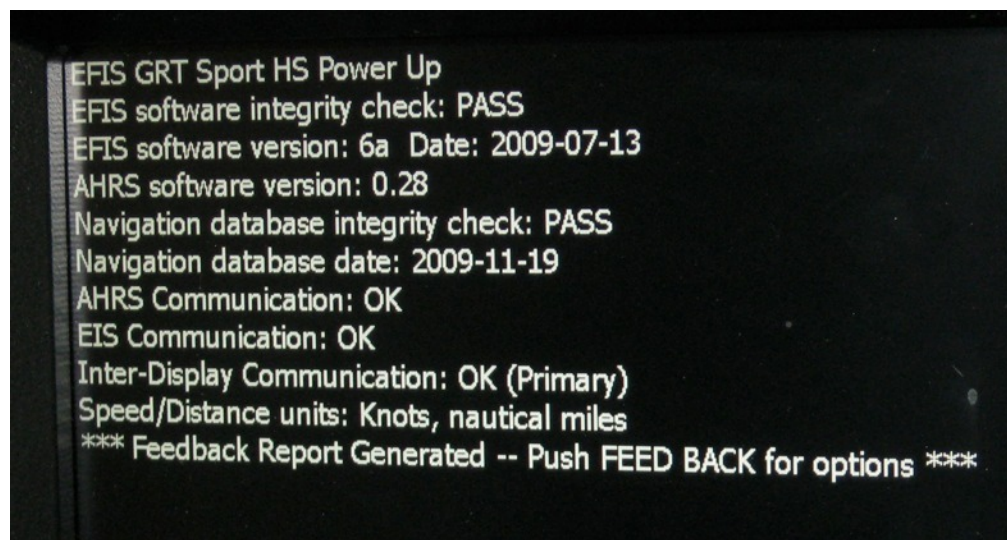 EFIS GRT Sport HS Power Up
EFIS software integrity check: PASS
EFIS software version: 6a Date: 2009-07-13
AHRS software version: 0.28
Navigation database integrity check: PASS
Navigation database date: 2009-11-19
AHRS Communication: OK
EIS Communication: OK
Inter-Display Communication: OK (Primary)
Speed/Distance units: Knots, nautical miles
*** Feedback Report Generated -- Push FEED BACK for options ***